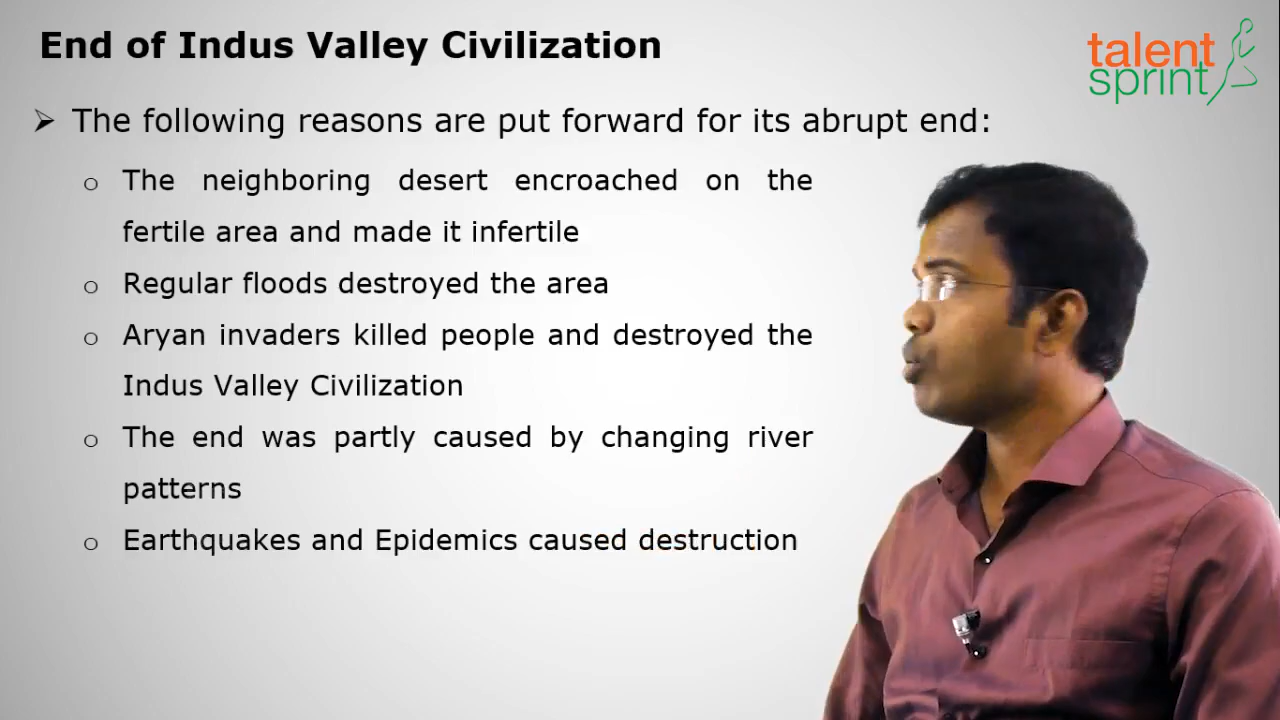 End of Indus Valley Civilization
talent
sprint
➢ The following reasons are put forward for its abrupt end:
o The neighboring desert encroached on the
fertile area and made it infertile
o Regular floods destroyed the area
o Aryan invaders killed people and destroyed the
Indus Valley Civilization
o The end was partly caused by changing river
patterns
o Earthquakes and Epidemics caused destruction